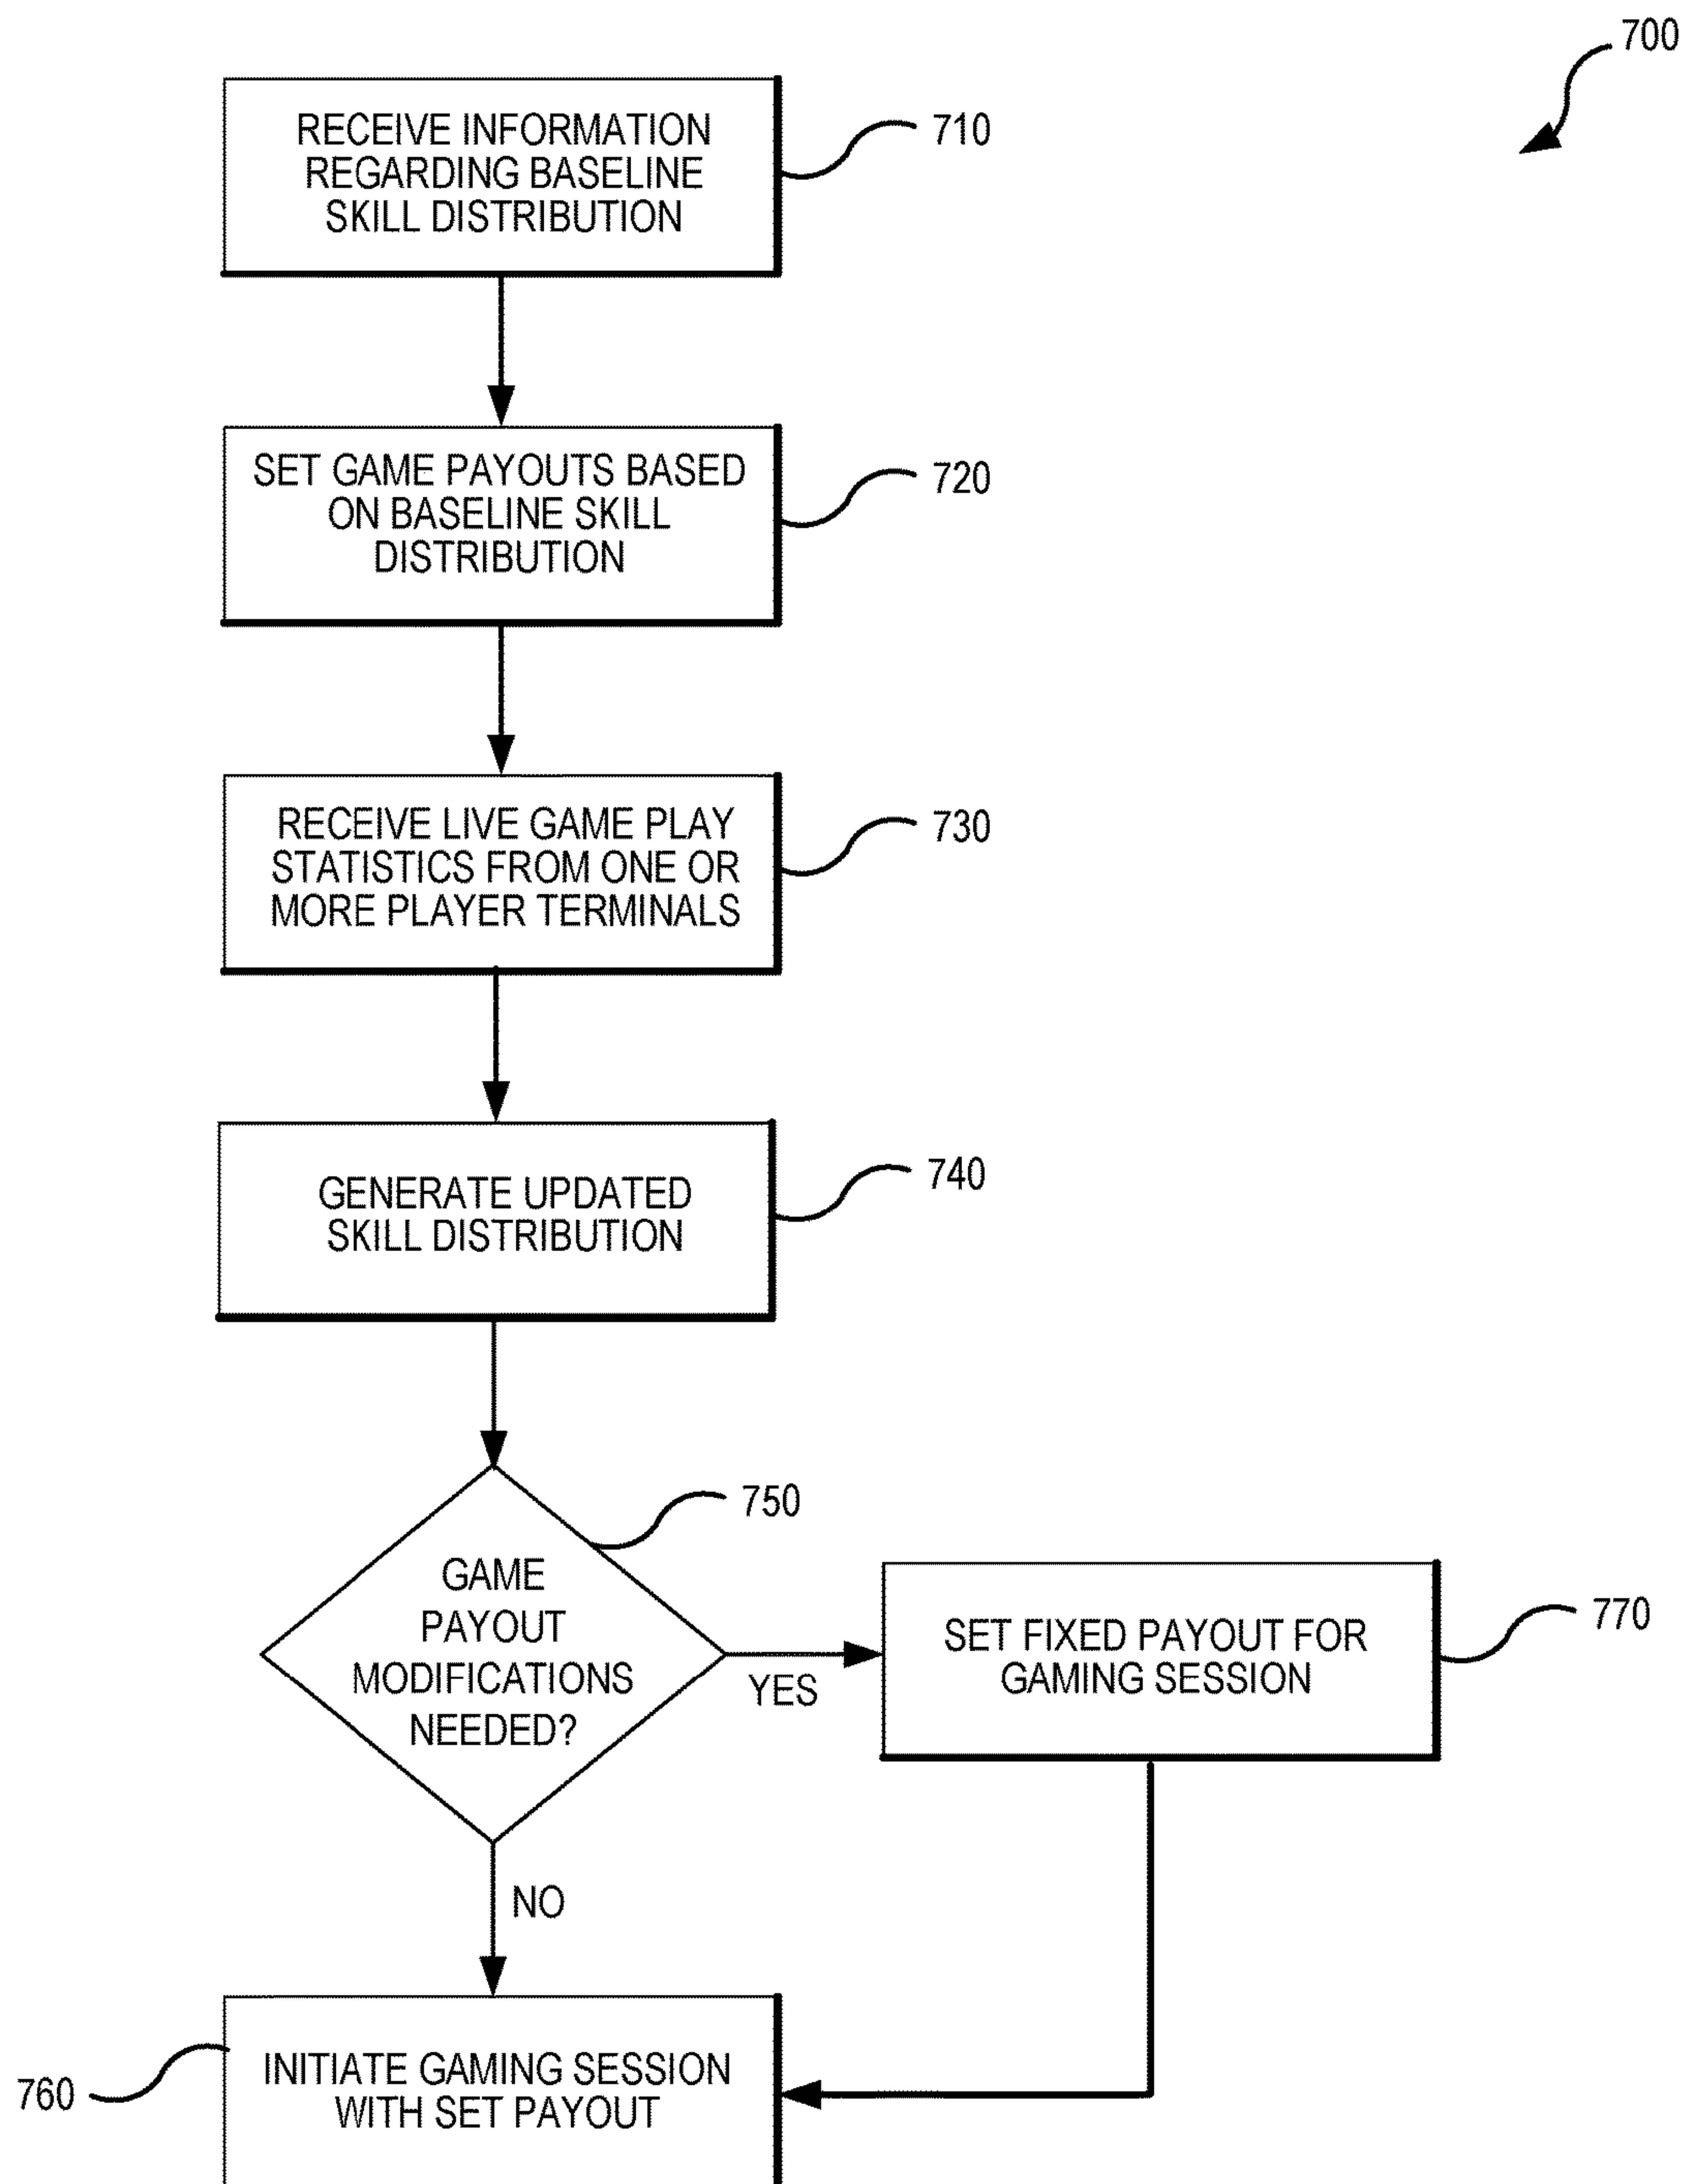 700
RECEIVE INFORMATION
REGARDING BASELINE
SKILL DISTRIBUTION
710
SET GAME PAYOUTS BASED
ON BASELINE SKILL
DISTRIBUTION
720
RECEIVE LIVE GAME PLAY
STATISTICS FROM ONE OR
MORE PLAYER TERMINALS
730
GENERATE UPDATED
SKILL DISTRIBUTION
740
750
GAME
PAYOUT
MODIFICATIONS
NEEDED?
YES
SET FIXED PAYOUT FOR
GAMING SESSION
770
NO
760
INITIATE GAMING SESSION
WITH SET PAYOUT